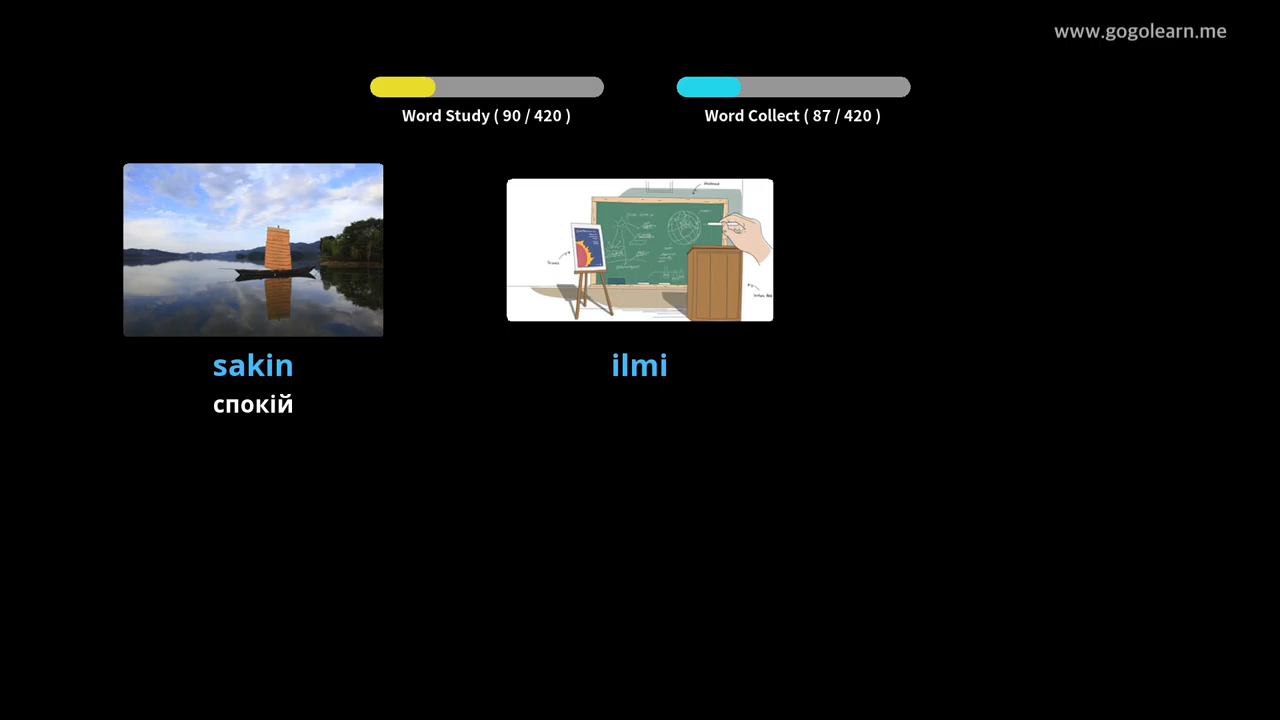 www.gogolearn.me
Word Study ( 90 / 420 )
Word Collect ( 87 / 420 )
sakin
спокій
ilmi